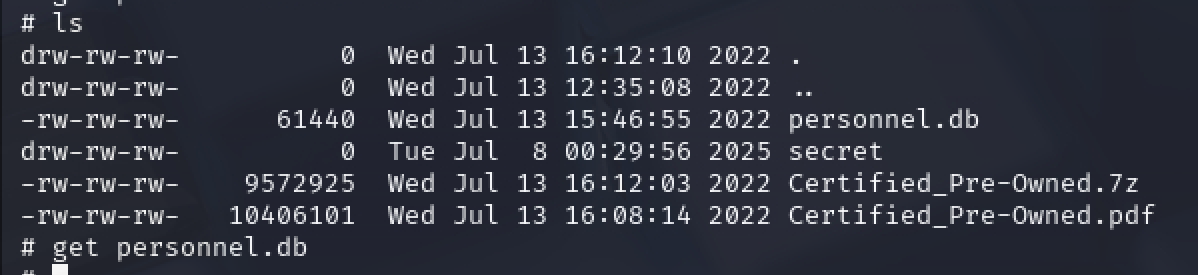 # ls
drw-rw-rw-          0  Wed Jul 13 16:12:10 2022 .
drw-rw-rw-          0  Wed Jul 13 12:35:08 2022 ..
-rw-rw-rw-      61440  Wed Jul 13 15:46:55 2022 personnel.db
drw-rw-rw-          0  Tue Jul  8 00:29:56 2025 secret
-rw-rw-rw-    9572925  Wed Jul 13 16:12:03 2022 Certified_Pre-Owned.7z
-rw-rw-rw-   10406101  Wed Jul 13 16:08:14 2022 Certified_Pre-Owned.pdf
# get personnel.db
#